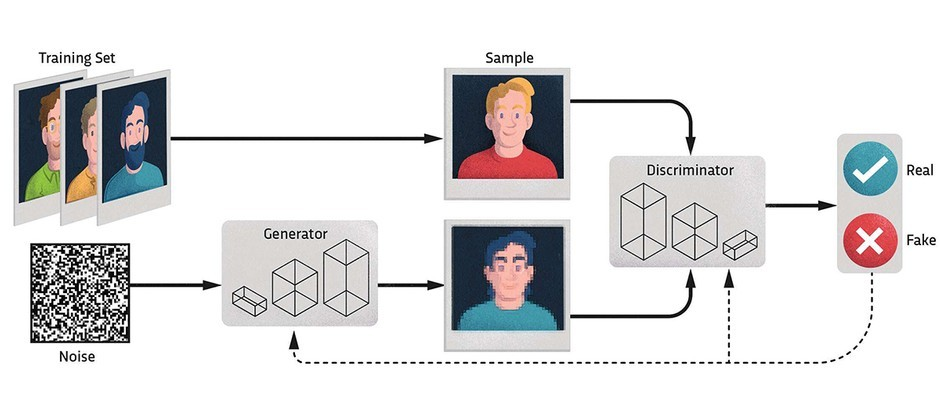 Training Set
Sample
Discriminator
Real
Generator
Fake
Noise